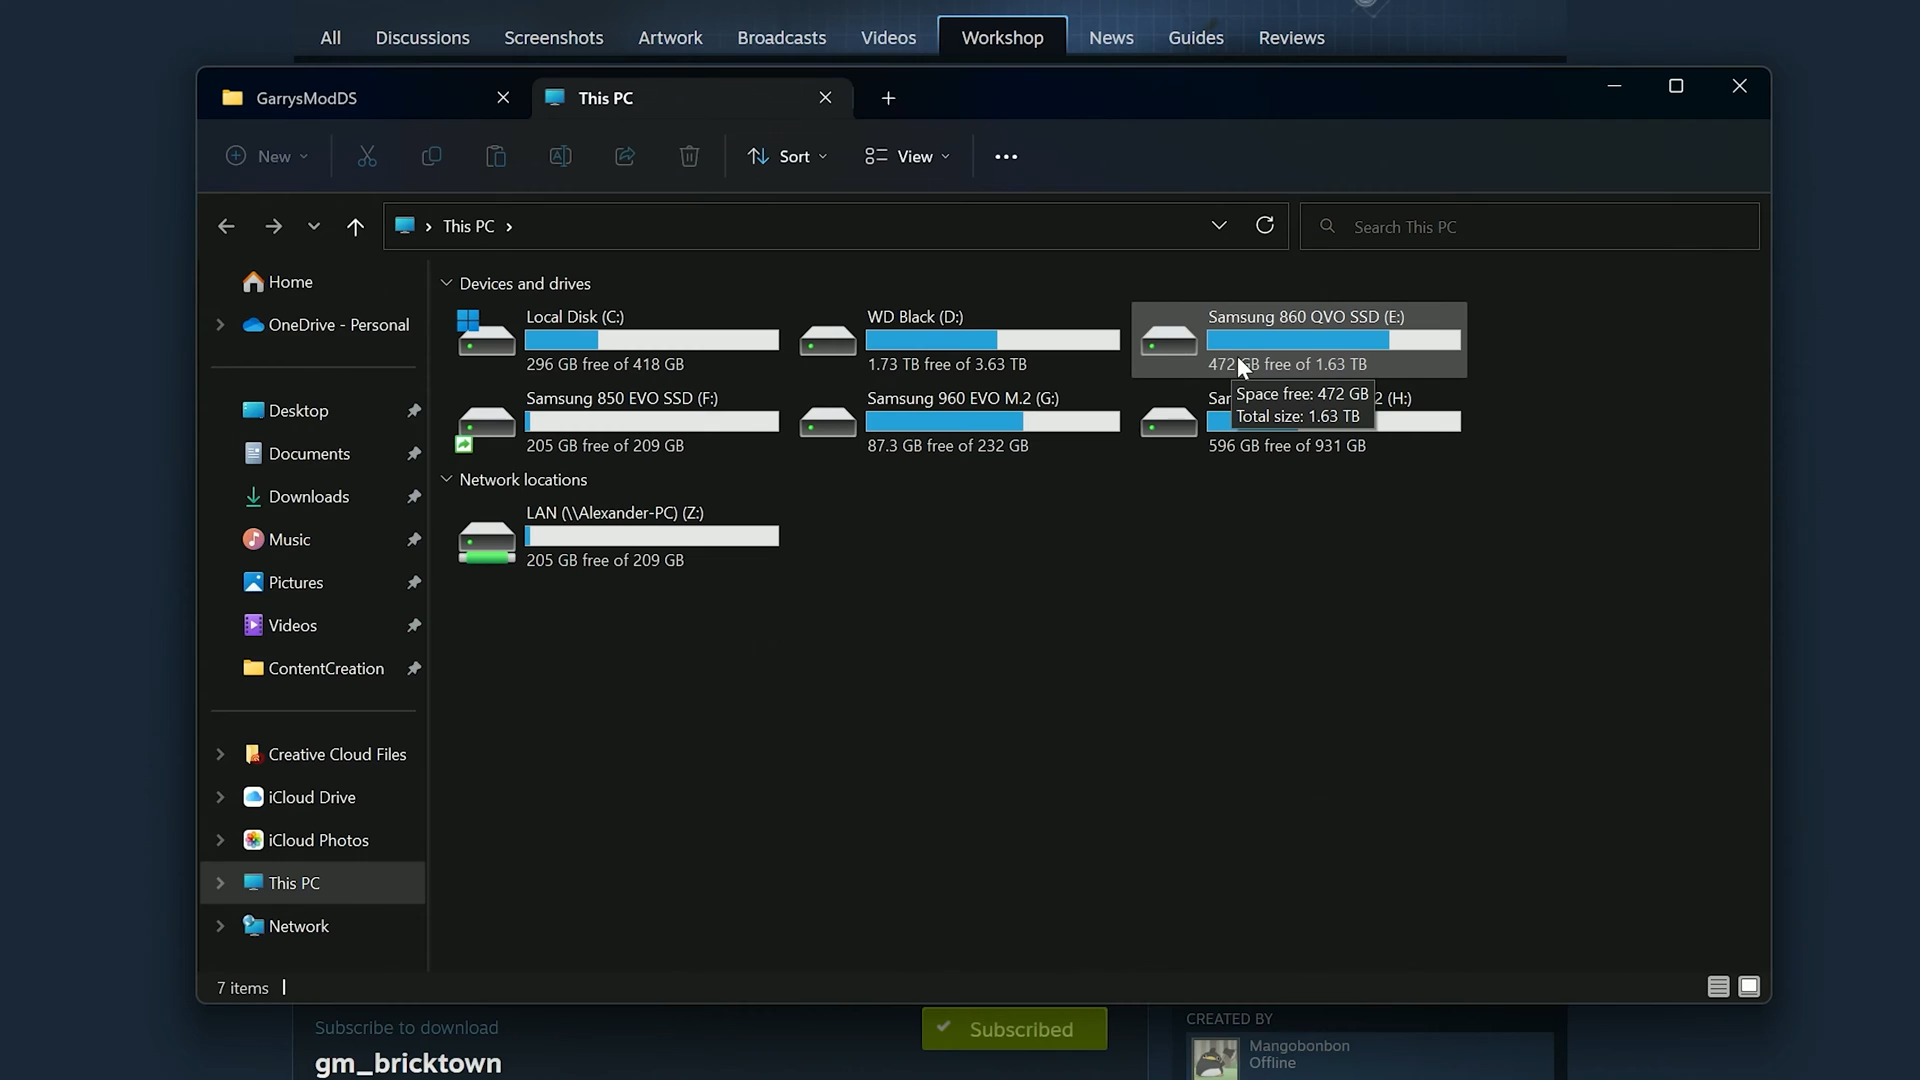 All Discussions Screenshots Artwork Broadcasts Videos Workshop News Guides Reviews
GarrysModDS This PC
New Sort View
This PC Search This PC
Home
OneDrive - Personal
Desktop
Documents
Downloads
Music
Pictures
Videos
ContentCreation
Creative Cloud Files
iCloud Drive
iCloud Photos
This PC
Network
Devices and drives
Local Disk (C:)
296 GB free of 418 GB
WD Black (D:)
1.73 TB free of 3.63 TB
Samsung 860 QVO SSD (E:)
472 GB free of 1.63 TB
Space free: 472 GB
Total size: 1.63 TB
Samsung 850 EVO SSD (F:)
205 GB free of 209 GB
Samsung 960 EVO M.2 (G:)
87.3 GB free of 232 GB
2 (H:)
596 GB free of 931 GB
Network locations
LAN (\\Alexander-PC) (Z:)
205 GB free of 209 GB
7 items
Subscribe to download
gm_bricktown
Subscribed
CREATED BY
Mangobonbon
Offline